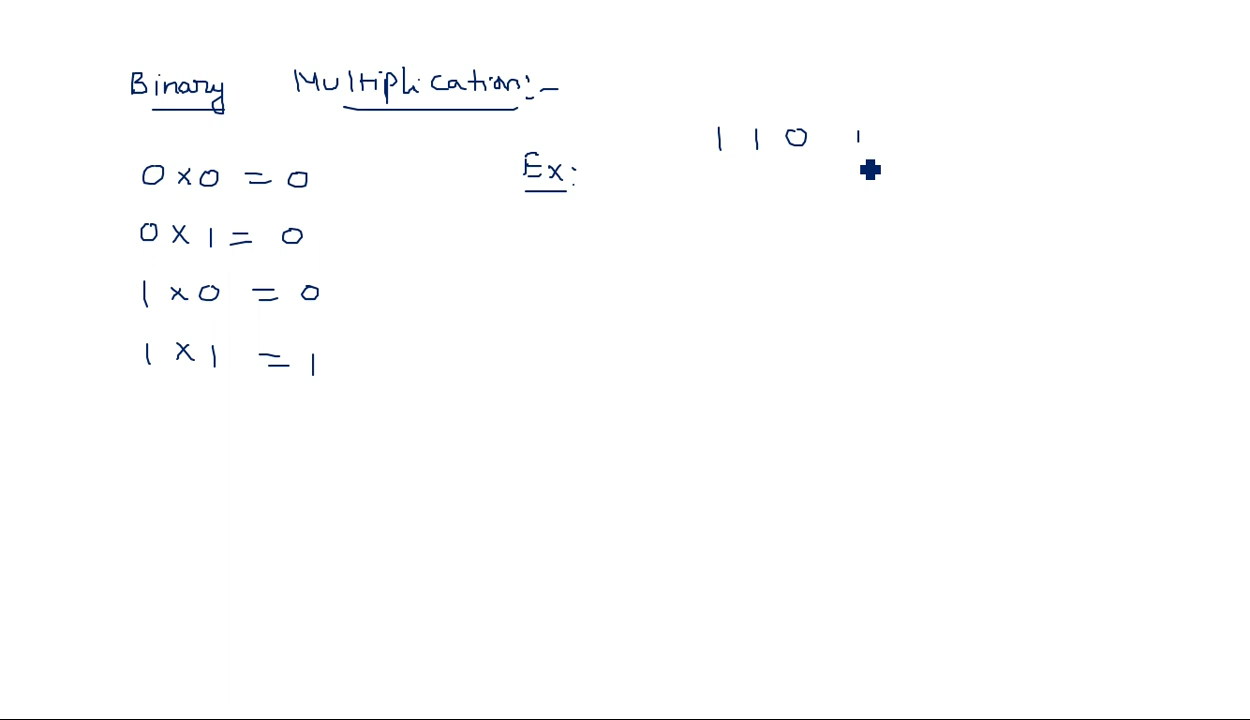 Binary Multiplication:-
1 1 0 1
Ex:
0 x 0 = 0
0 x 1 = 0
1 x 0 = 0
1 x 1 = 1